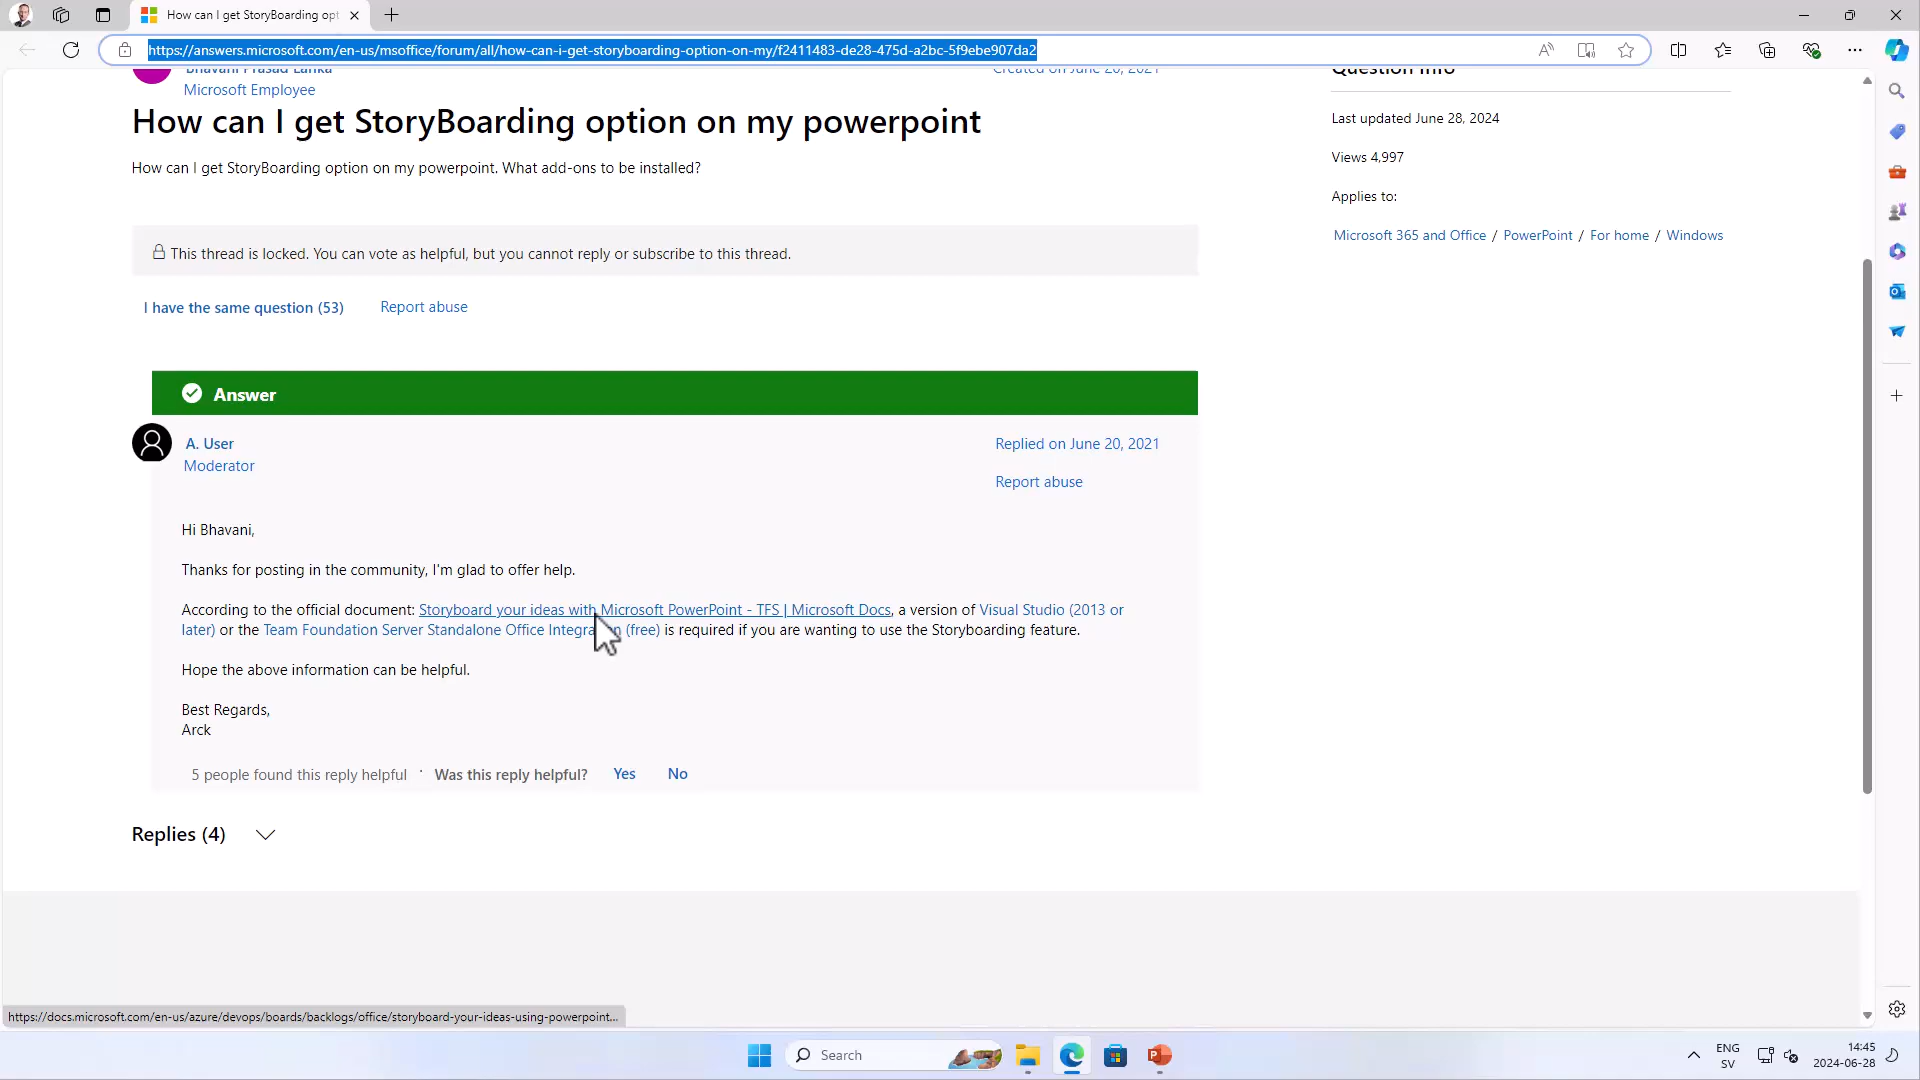 How can I get StoryBoarding opt
https://answers.microsoft.com/en-us/msoffice/forum/all/how-can-i-get-storyboarding-option-on-my/f2411483-de28-475d-a2bc-5f9ebe907da2
Bhavani Prasad Lanka
Created on June 20, 2021
Microsoft Employee
How can I get StoryBoarding option on my powerpoint
How can I get StoryBoarding option on my powerpoint. What add-ons to be installed?
This thread is locked. You can vote as helpful, but you cannot reply or subscribe to this thread.
I have the same question (53)
Report abuse
Answer
A. User
Moderator
Replied on June 20, 2021
Report abuse
Hi Bhavani,
Thanks for posting in the community, I'm glad to offer help.
According to the official document: Storyboard your ideas with Microsoft PowerPoint - TFS | Microsoft Docs, a version of Visual Studio (2013 or
later) or the Team Foundation Server Standalone Office Integra n (free) is required if you are wanting to use the Storyboarding feature.
Hope the above information can be helpful.
Best Regards,
Arck
5 people found this reply helpful · Was this reply helpful? Yes No
Replies (4)
Question Info
Last updated June 28, 2024
Views 4,997
Applies to:
Microsoft 365 and Office / PowerPoint / For home / Windows
https://docs.microsoft.com/en-us/azure/devops/boards/backlogs/office/storyboard-your-ideas-using-powerpoint...
Search
ENG
SV
14:45
2024-06-28